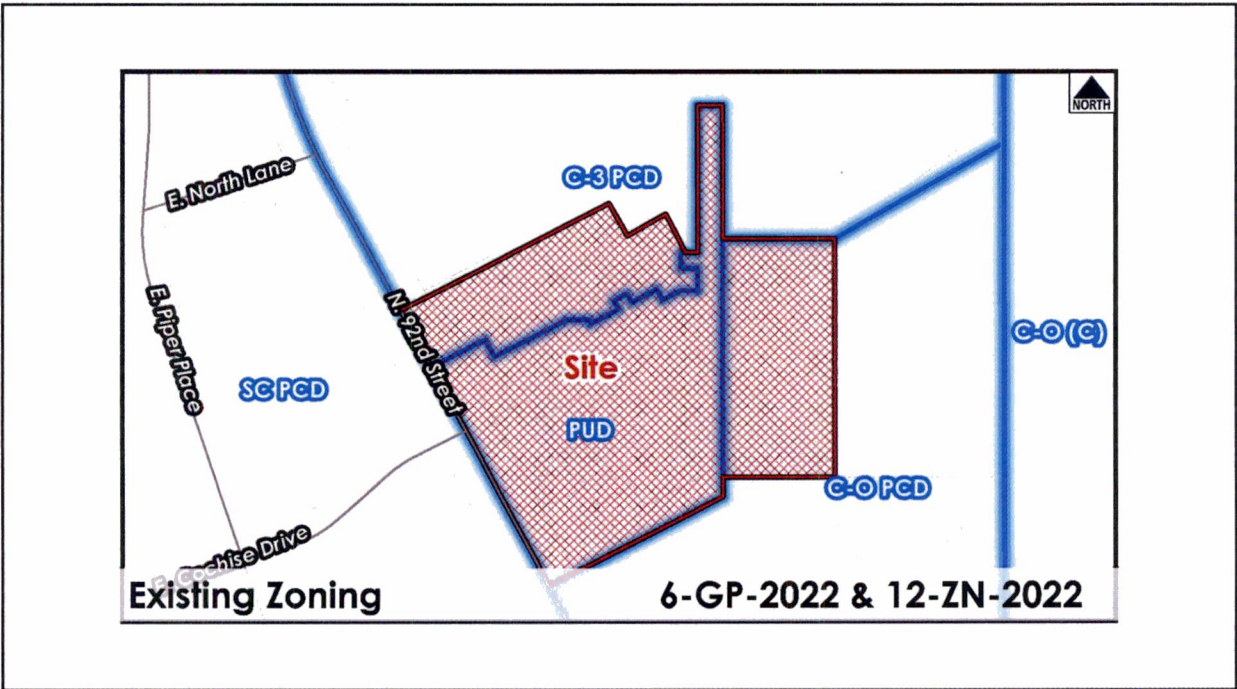 NORTH
E. North Lane
C-3 PCD
E. Piper Place
N. 92nd Street
C-O (C)
Site
SC PCD
PUD
C-O PCD
E. Cochise Drive
Existing Zoning
6-GP-2022 & 12-ZN-2022